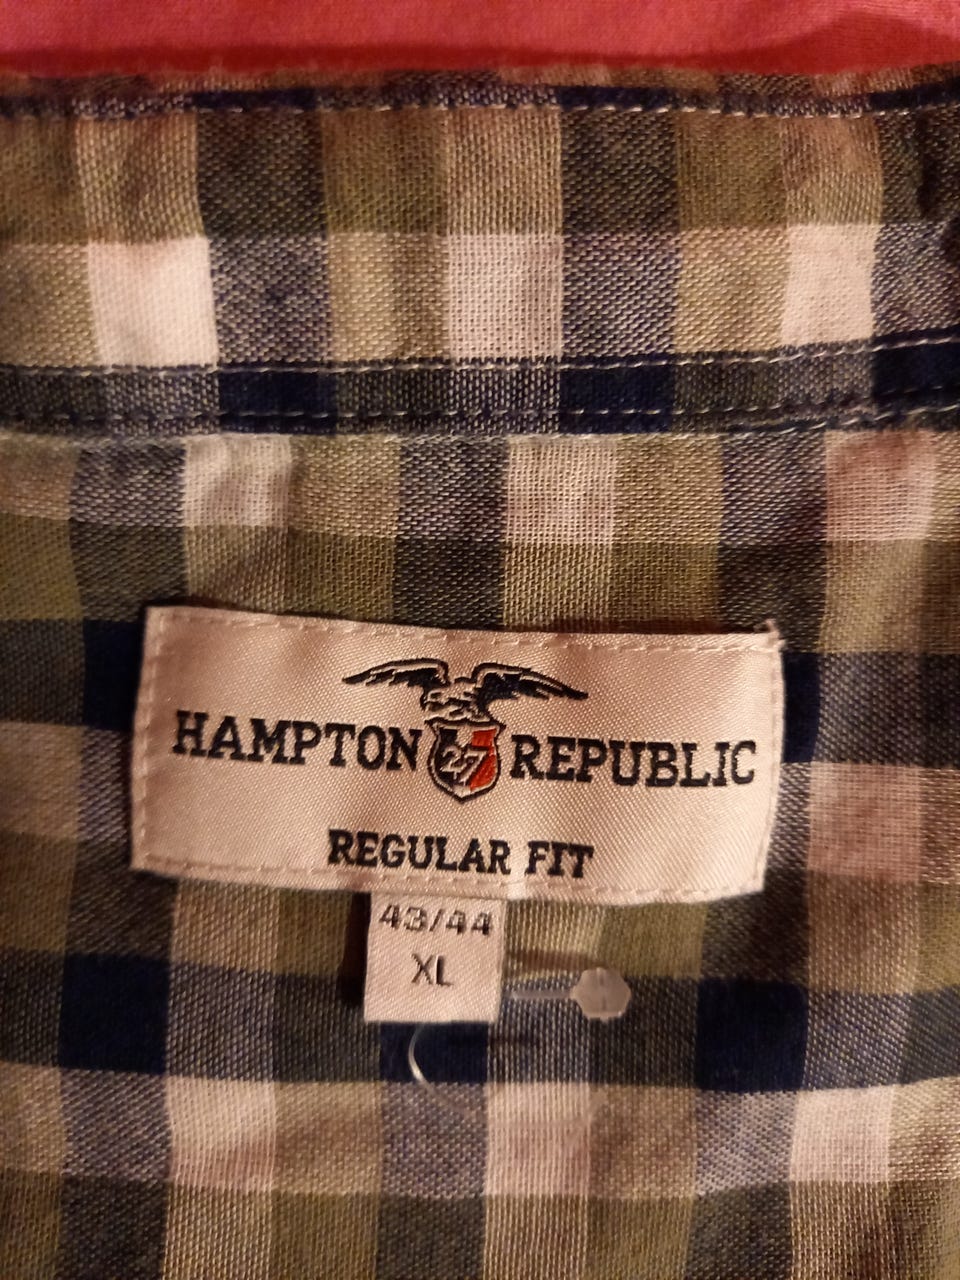 HAMPTON 27 REPUBLIC
REGULAR FIT
43/44
XL